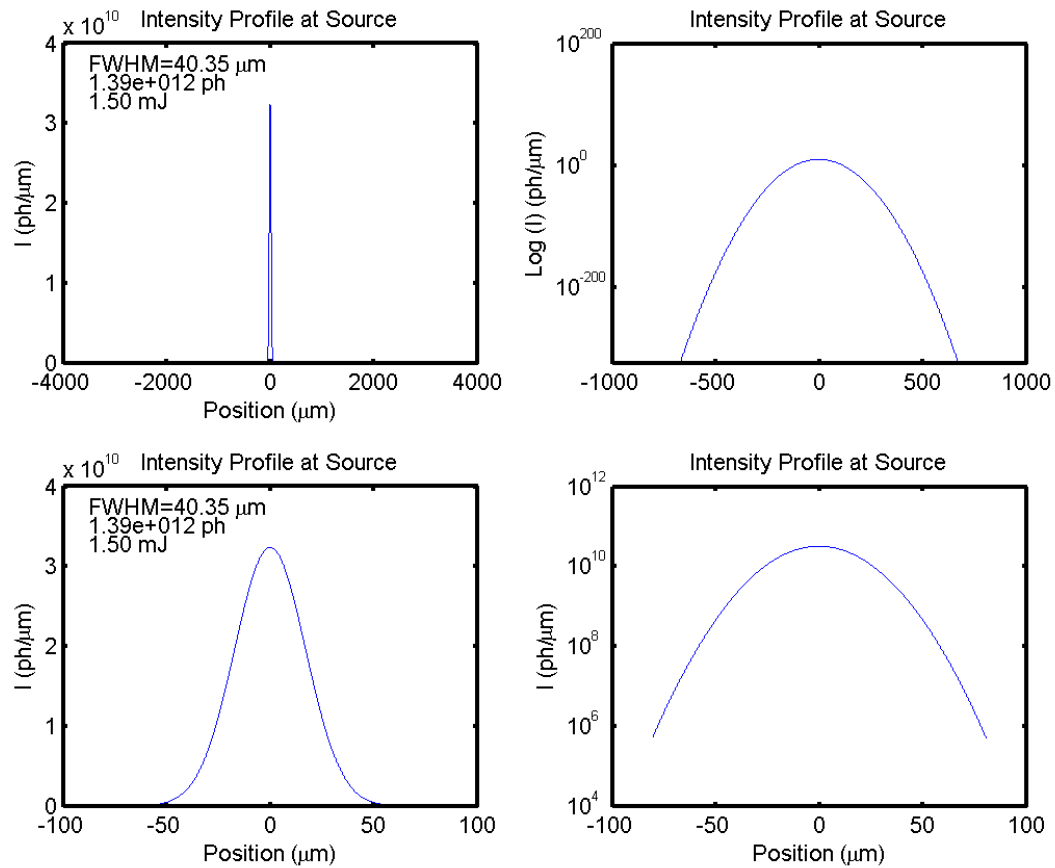 x 10^10
Intensity Profile at Source
4
3
2
1
0
I (ph/μm)
FWHM=40.35 μm
1.39e+012 ph
1.50 mJ
-4000
-2000
0
2000
4000
Position (μm)
Intensity Profile at Source
10^200
10^0
10^-200
Log (I) (ph/μm)
-1000
-500
0
500
1000
x 10^10
Intensity Profile at Source
4
3
2
1
0
I (ph/μm)
FWHM=40.35 μm
1.39e+012 ph
1.50 mJ
-100
-50
0
50
100
Position (μm)
Intensity Profile at Source
10^12
10^10
10^8
10^6
10^4
I (ph/μm)
-100
-50
0
50
100
Position (μm)